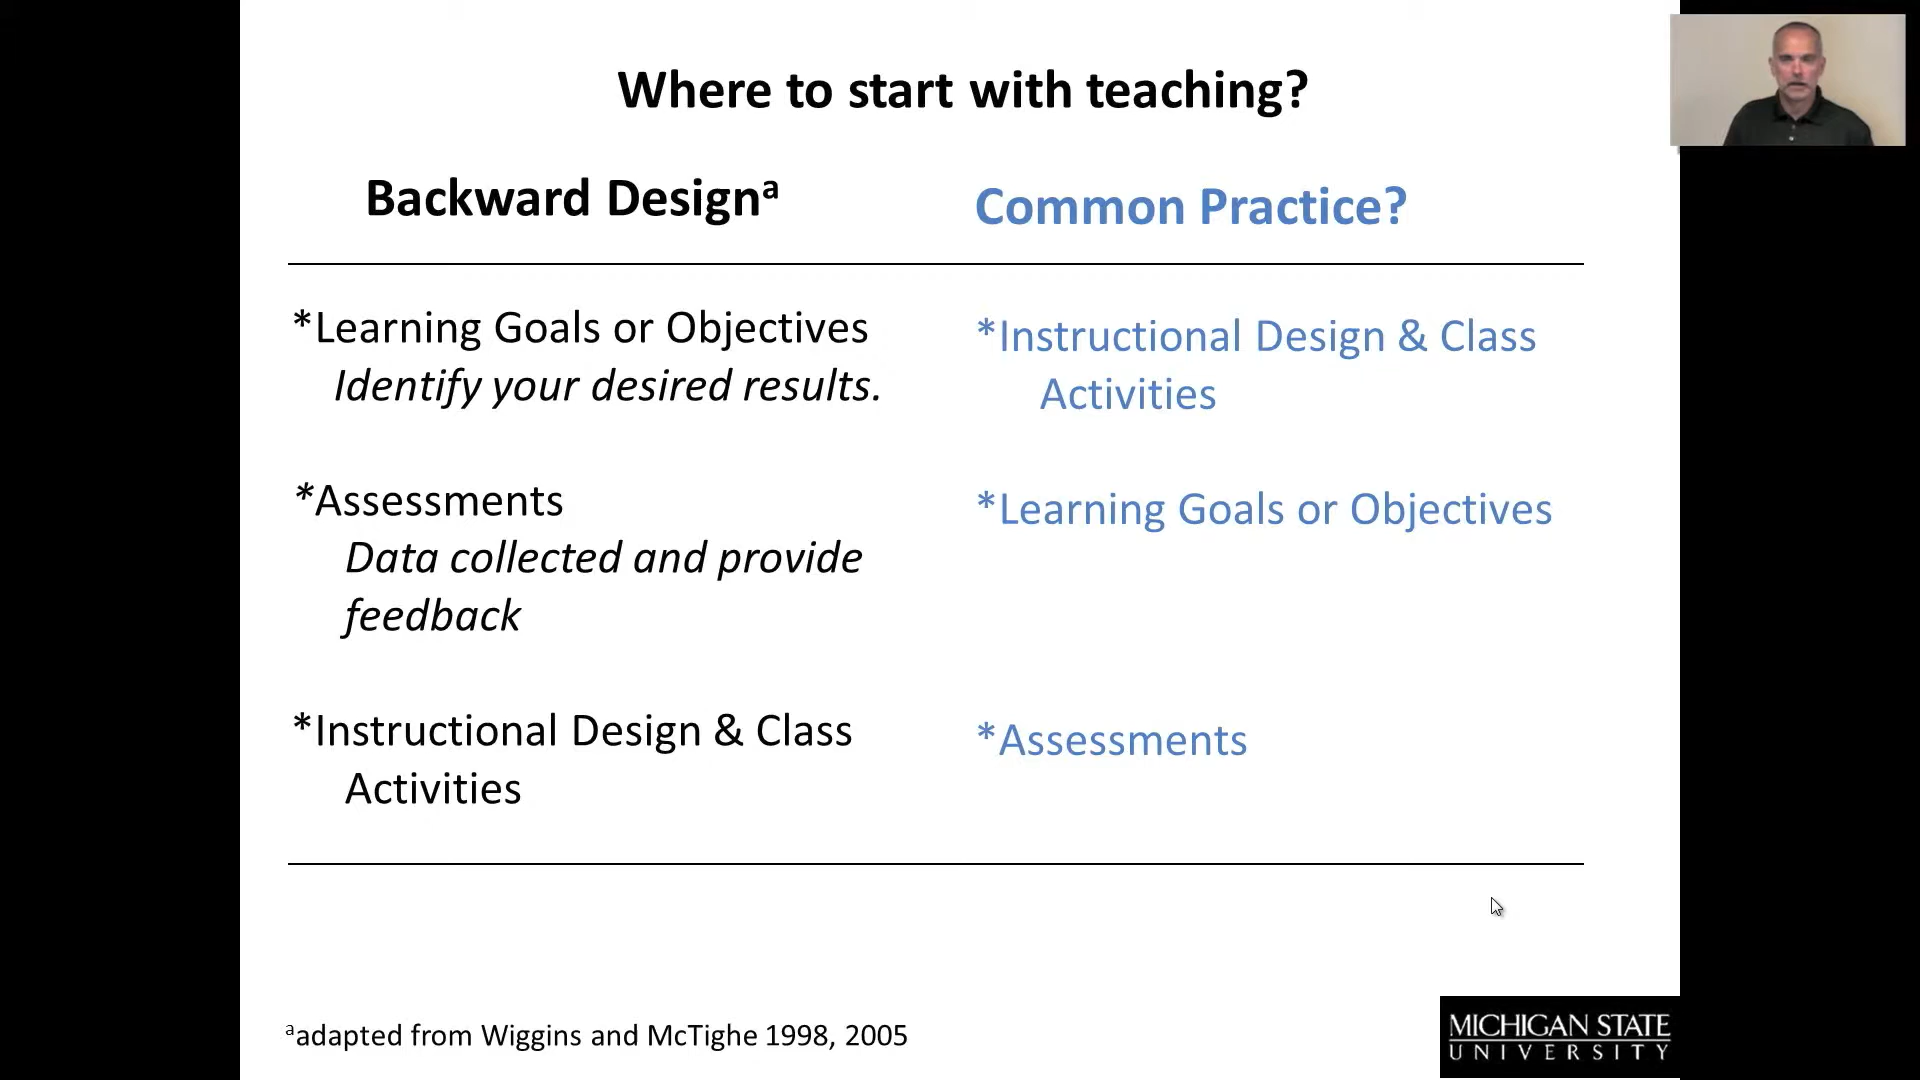 Where to start with teaching?
Backward Designᵃ
Common Practice?
*Learning Goals or Objectives
Identify your desired results.
*Assessments
Data collected and provide
feedback
*Instructional Design & Class
Activities
*Instructional Design & Class
Activities
*Learning Goals or Objectives
*Assessments
ᵃadapted from Wiggins and McTighe 1998, 2005
MICHIGAN STATE
UNIVERSITY